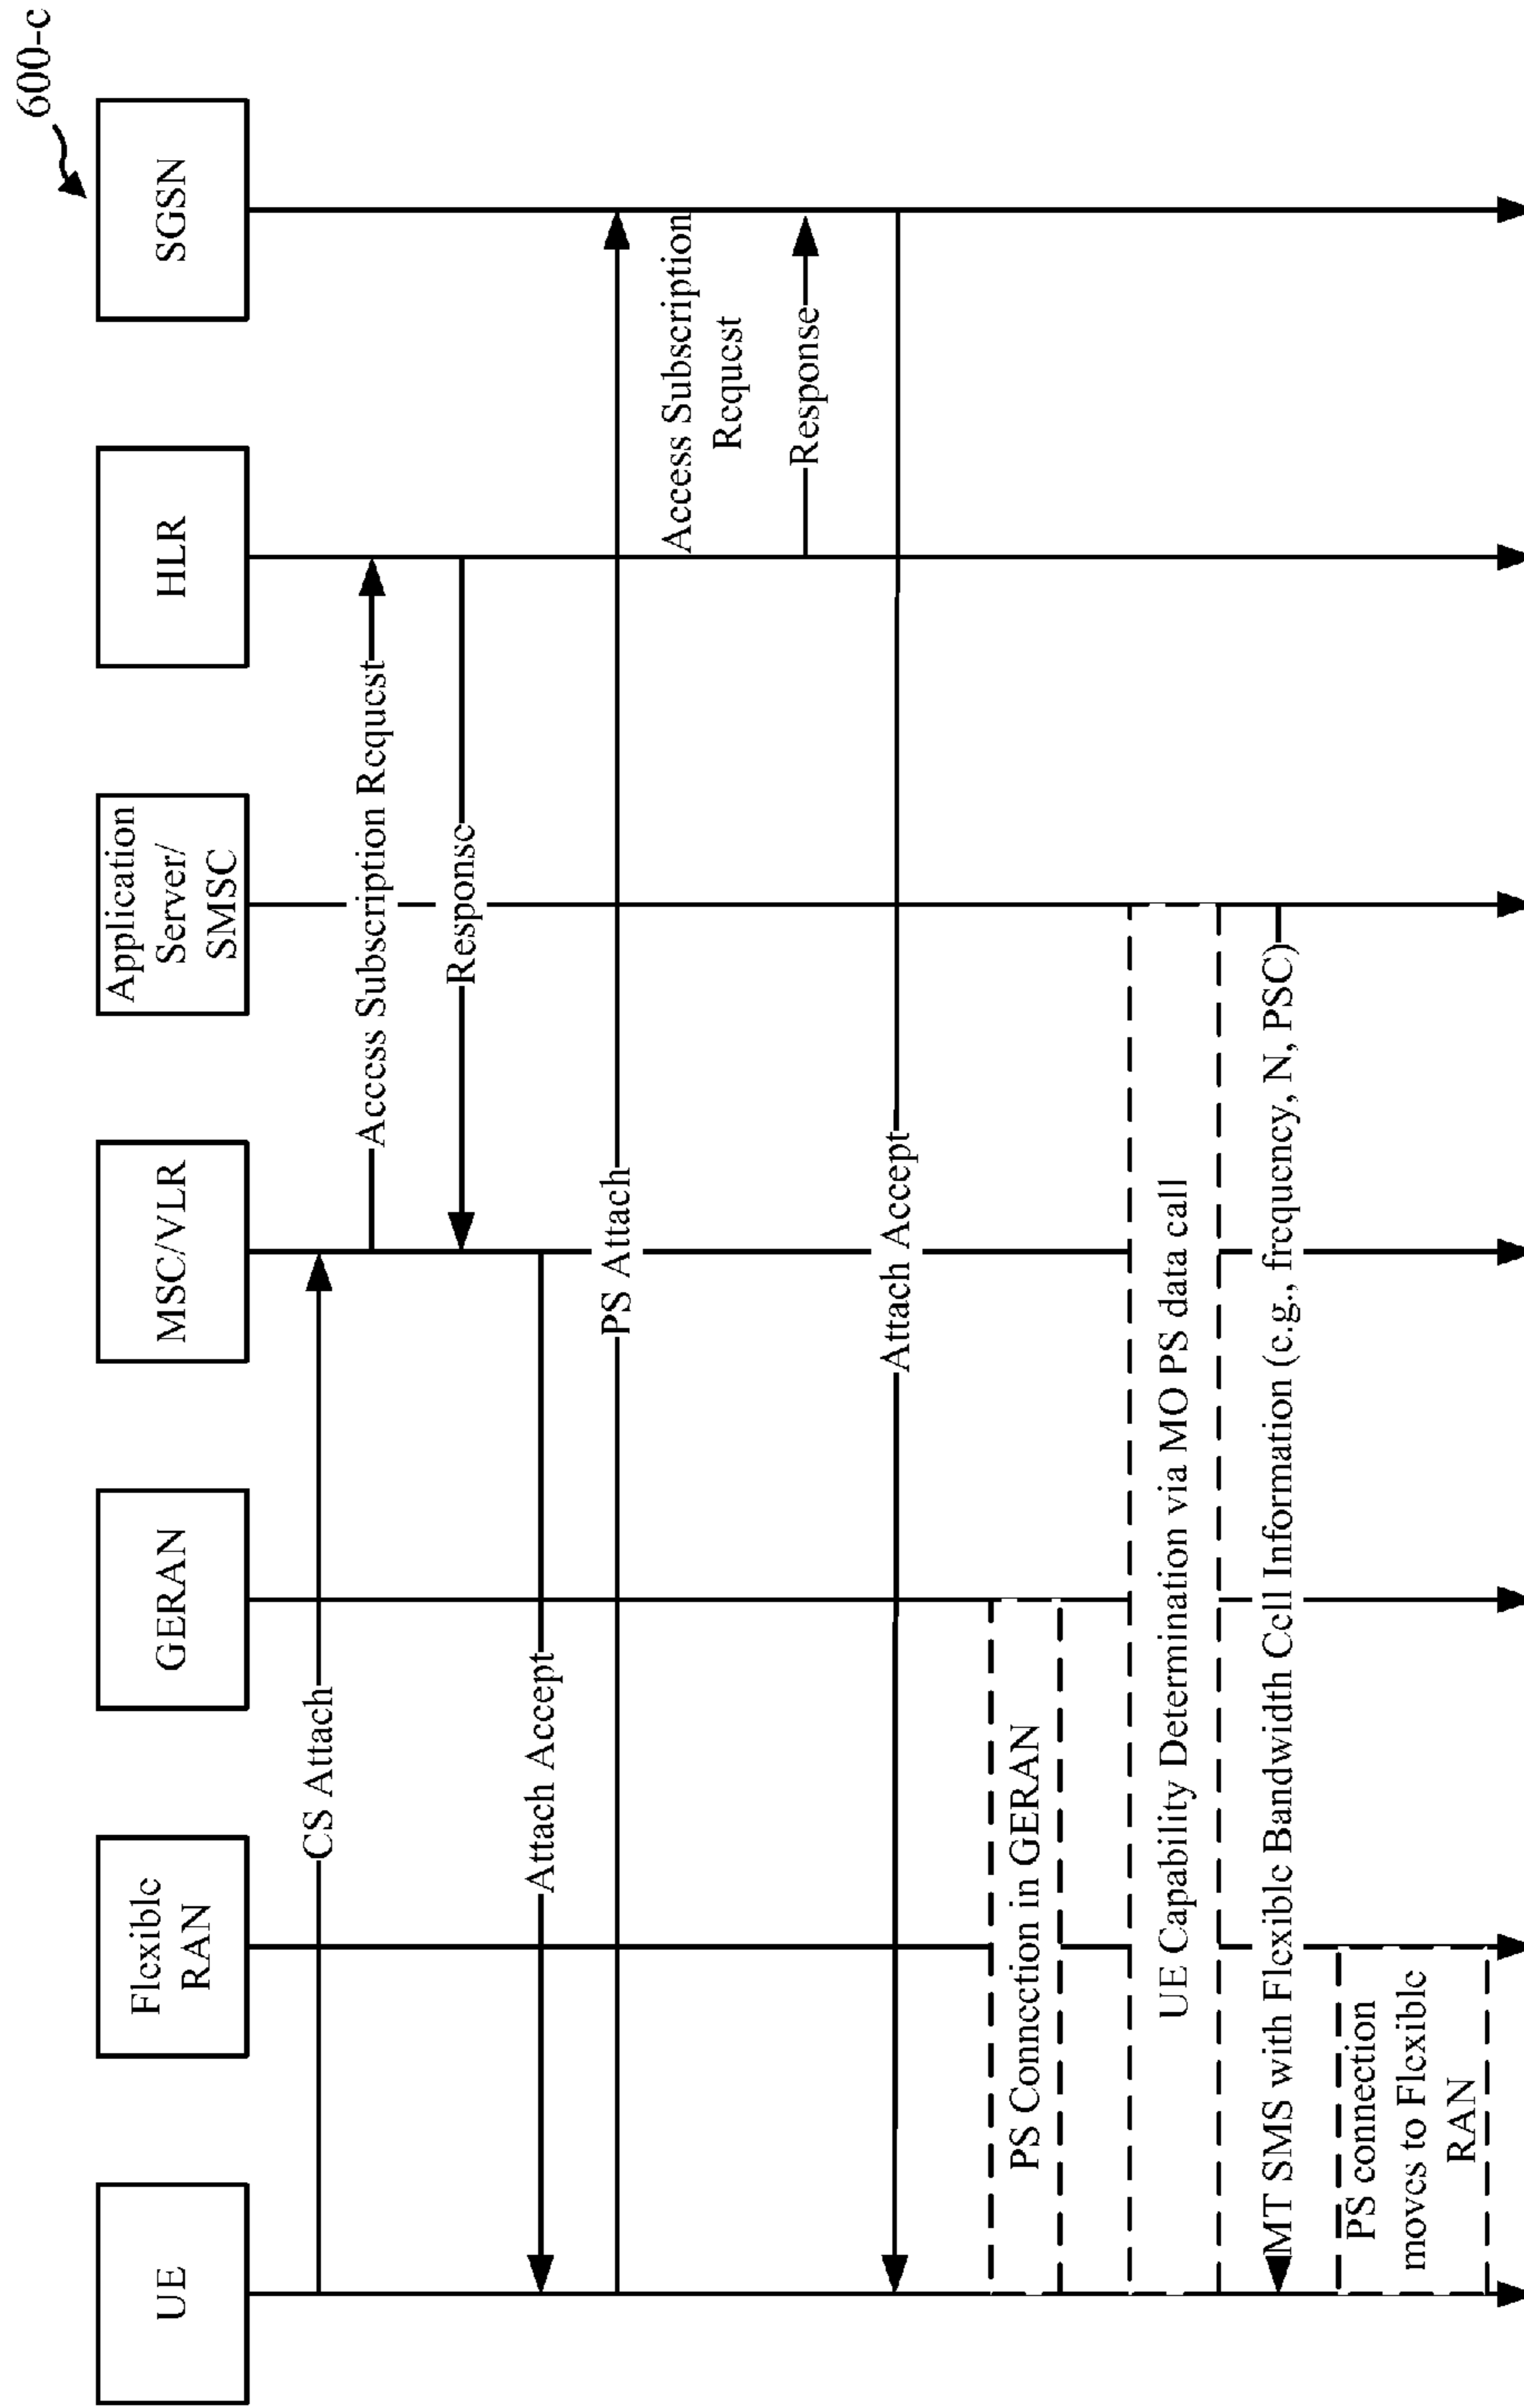 600-c
UE
Flexible
RAN
GERAN
MSC/VLR
Application
Server/
SMSC
HLR
SGSN
CS Attach
Access Subscription Request
Response
Attach Accept
PS Attach
Access Subscription
Request
Response
Attach Accept
PS Connection in GERAN
UE Capability Determination via MO PS data call
MT SMS with Flexible Bandwidth Cell Information (e.g., frequency, N, PSC)
PS connection
moves to Flexible
RAN